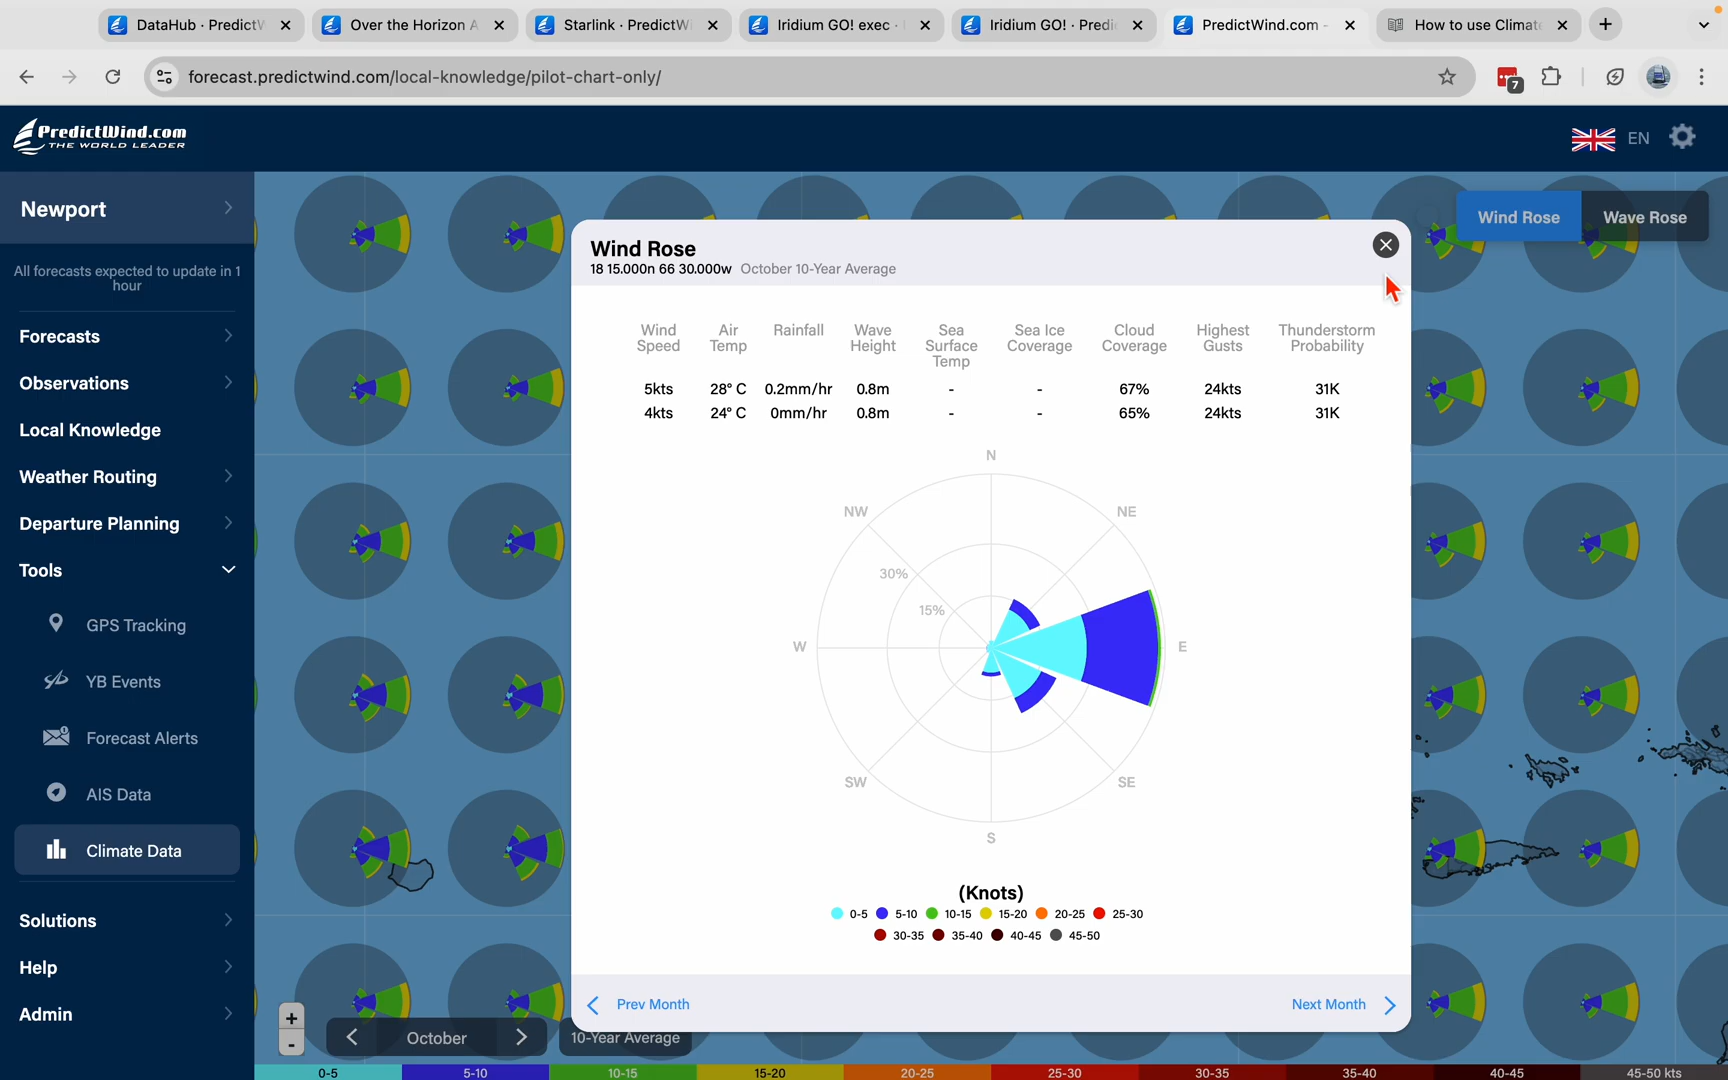 DataHub · PredictW
Over the Horizon A
Starlink · PredictWi
Iridium GO! exec ·
Iridium GO! · Predic
PredictWind.com -
How to use Climate
forecast.predictwind.com/local-knowledge/pilot-chart-only/
7
PredictWind.com
THE WORLD LEADER
EN
Newport
All forecasts expected to update in 1
hour
Forecasts
Observations
Local Knowledge
Weather Routing
Departure Planning
Tools
GPS Tracking
YB Events
Forecast Alerts
AIS Data
Climate Data
Solutions
Help
Admin
Wind Rose
Wave Rose
Wind Rose
18 15.000n 66 30.000w October 10-Year Average
Wind Speed Air Temp Rainfall Wave Height Sea Surface Temp Sea Ice Coverage Cloud Coverage Highest Gusts Thunderstorm Probability
5kts 28° C 0.2mm/hr 0.8m - - 67% 24kts 31K
4kts 24° C 0mm/hr 0.8m - - 65% 24kts 31K
N
NW NE
30%
15%
W E
SW SE
S
(Knots)
0-5 5-10 10-15 15-20 20-25 25-30
30-35 35-40 40-45 45-50
Prev Month Next Month
+
-
October
10-Year Average
0-5 5-10 10-15 15-20 20-25 25-30 30-35 35-40 40-45 45-50 kts